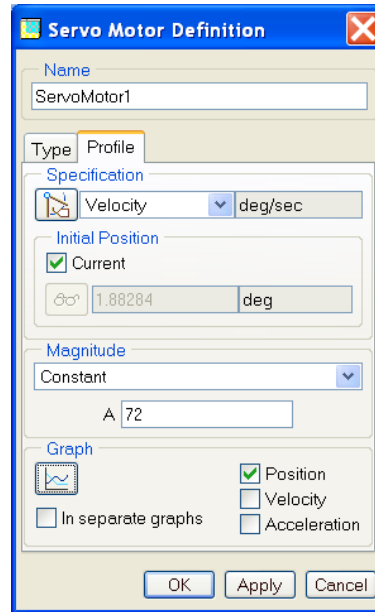 Servo Motor Definition
Name
ServoMotor1
Type Profile
Specification
Velocity deg/sec
Initial Position
Current
1.88284 deg
Magnitude
Constant
A 72
Graph
Position
Velocity
In separate graphs
Acceleration
OK Apply Cancel